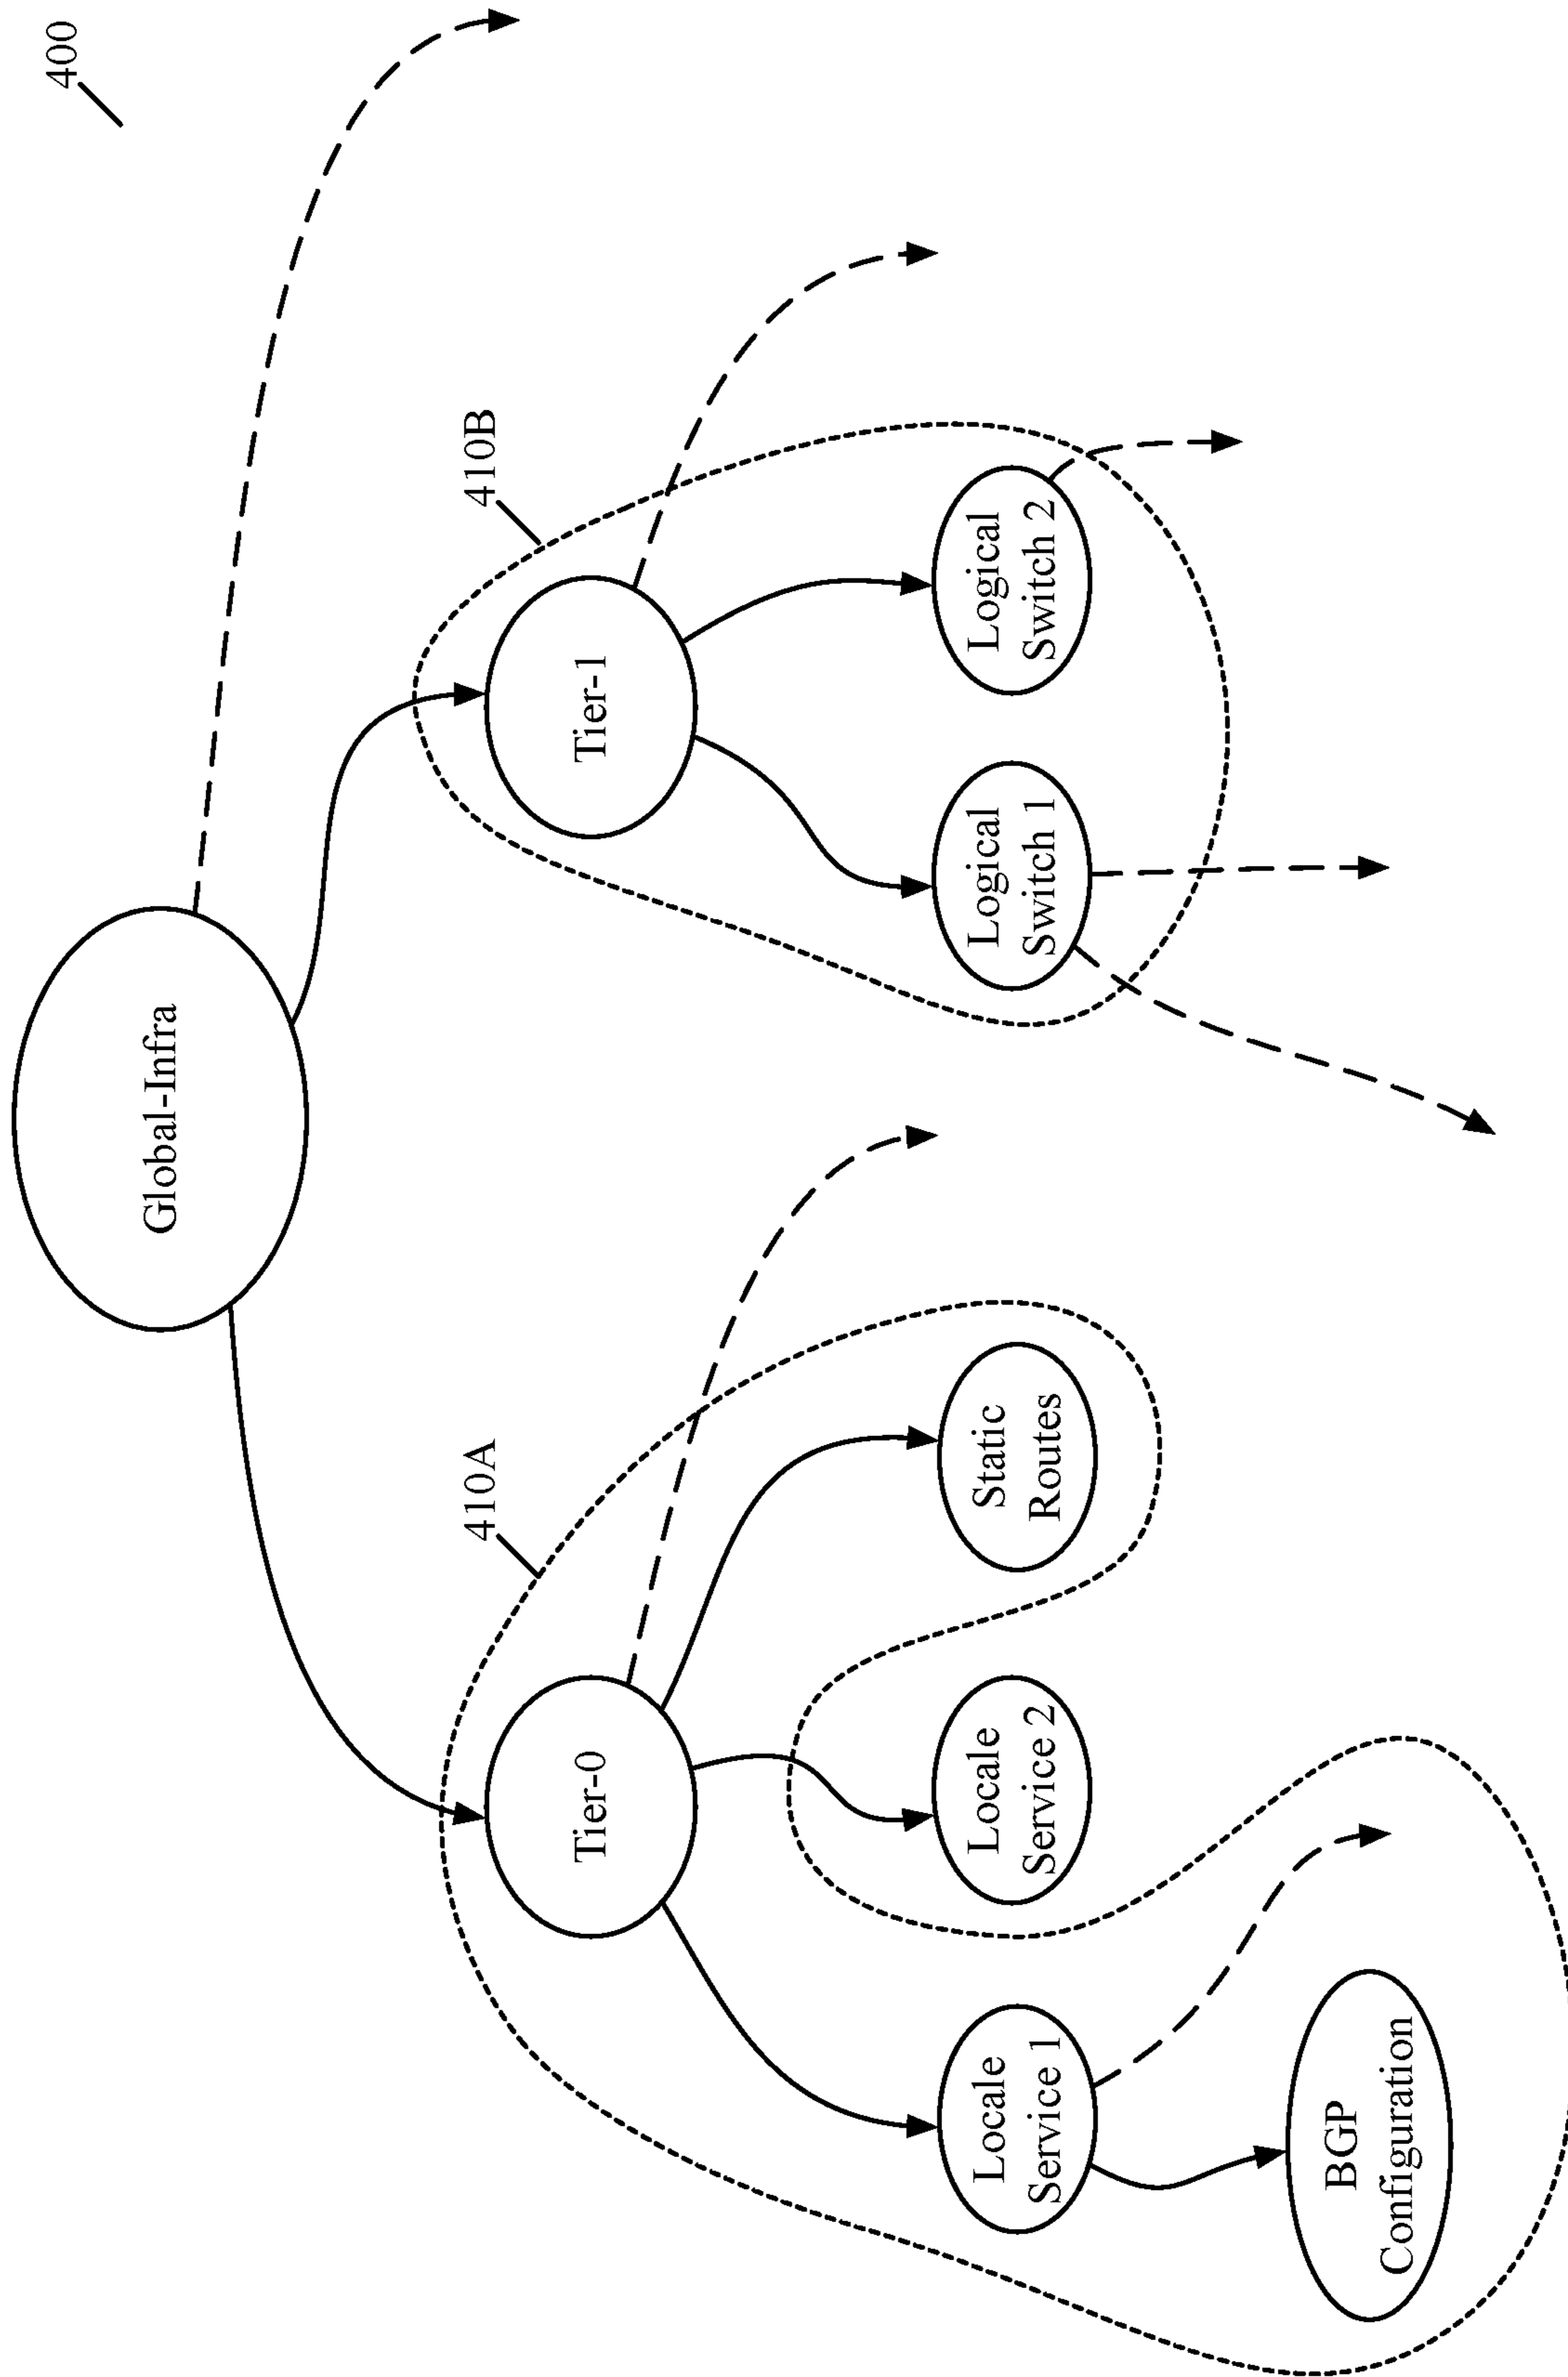 400
Global-Infra
410A
410B
Tier-0
Tier-1
Locale
Service 1
Locale
Service 2
Static
Routes
Logical
Switch 1
Logical
Switch 2
BGP
Configuration